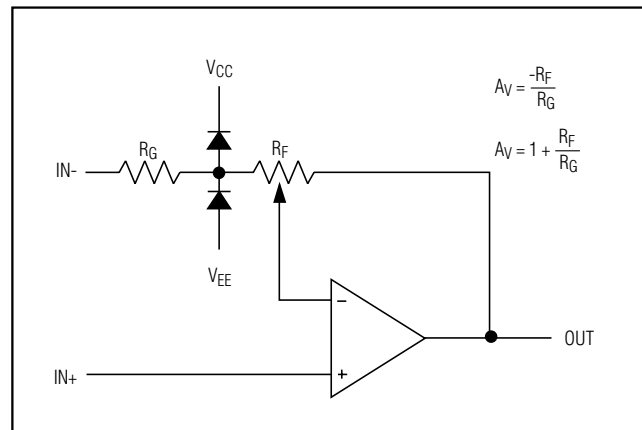 VCC
AV = -RF
RG
RG
RF
AV = 1 + RF
RG
IN-
VEE
−
OUT
IN+
+